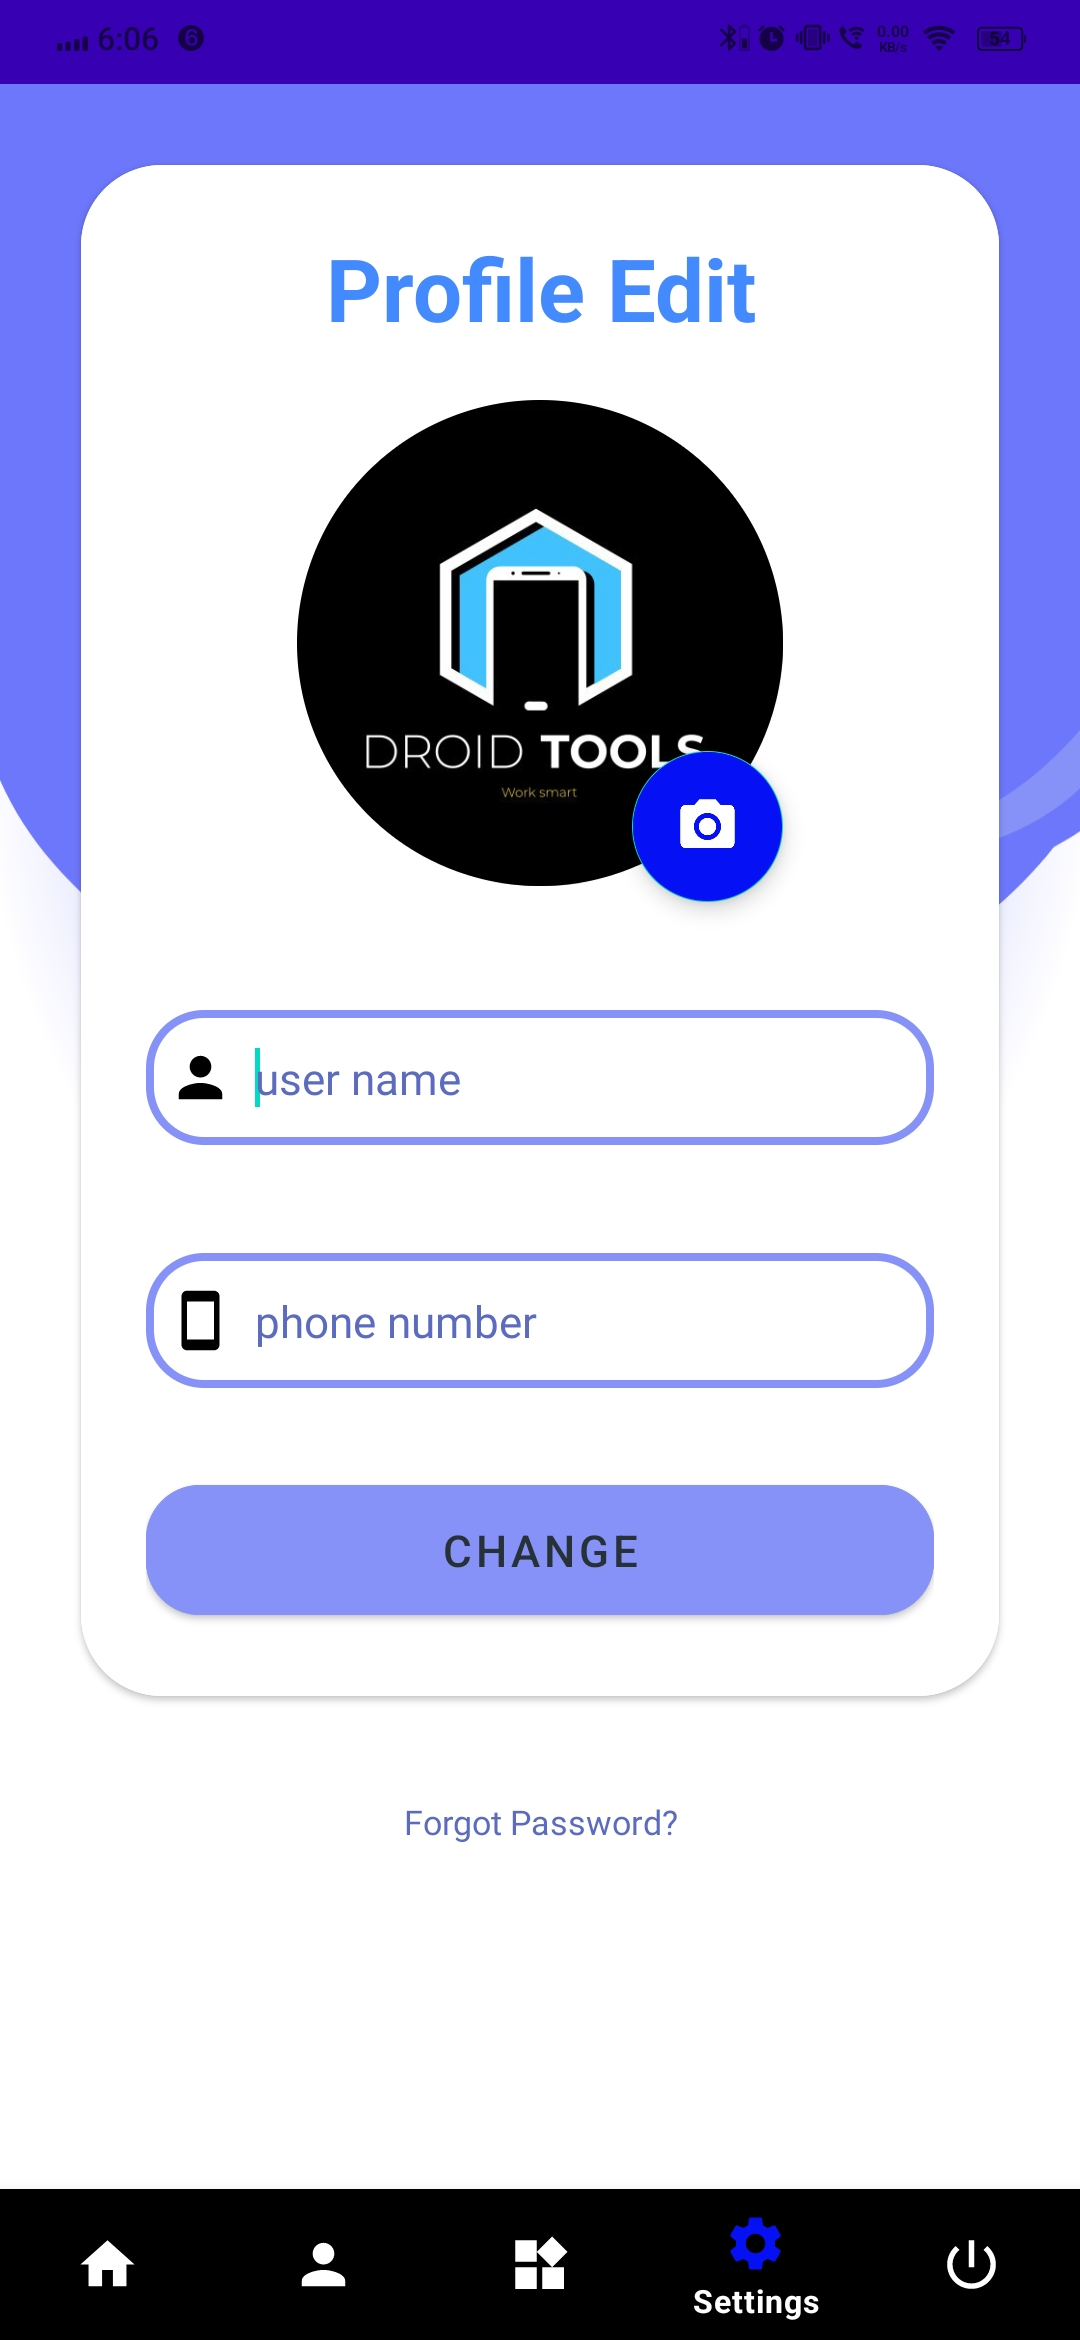 6:06 6 0.00 KB/s 54
Profile Edit
DROID TOOLS
Work smart
user name
phone number
CHANGE
Forgot Password?
Settings